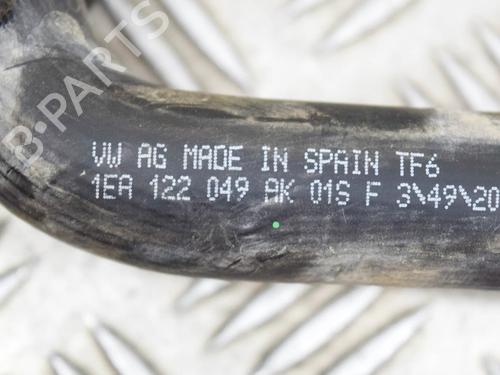 B-PARTS
VW AG MADE IN SPAIN TF6
1EA 122 049 AK 01S F 3\49\20